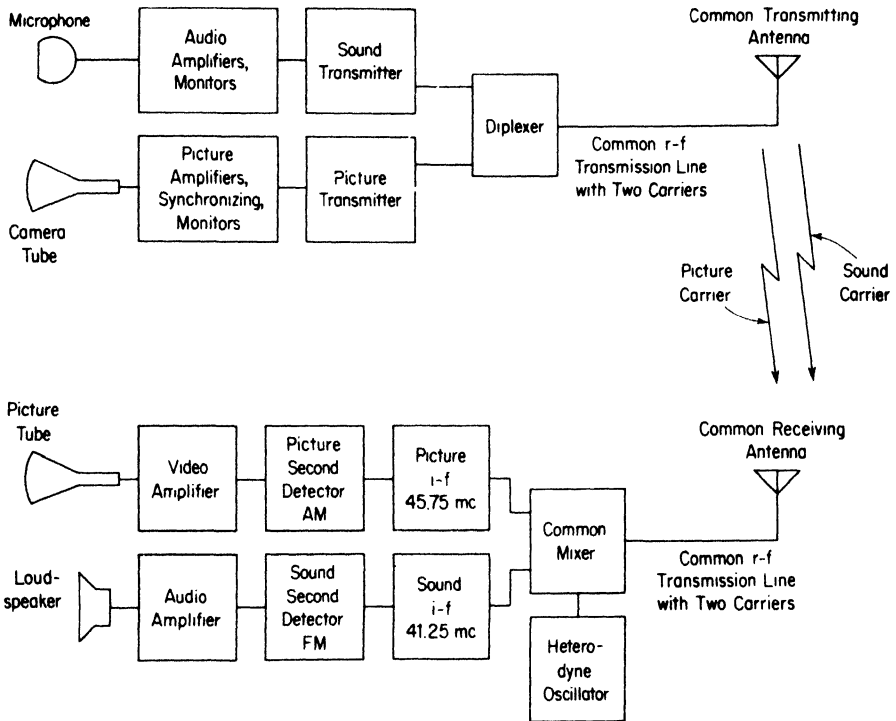 Microphone
Audio
Amplifiers,
Monitors
Sound
Transmitter
Diplexer
Common Transmitting
Antenna
Common r-f
Transmission Line
with Two Carriers
Camera
Tube
Picture
Amplifiers,
Synchronizing,
Monitors
Picture
Transmitter
Picture
Carrier
Sound
Carrier
Picture
Tube
Video
Amplifier
Picture
Second
Detector
AM
Picture
i-f
45.75 mc
Common
Mixer
Common Receiving
Antenna
Common r-f
Transmission Line
with Two Carriers
Loud-
speaker
Audio
Amplifier
Sound
Second
Detector
FM
Sound
i-f
41.25 mc
Hetero-
dyne
Oscillator